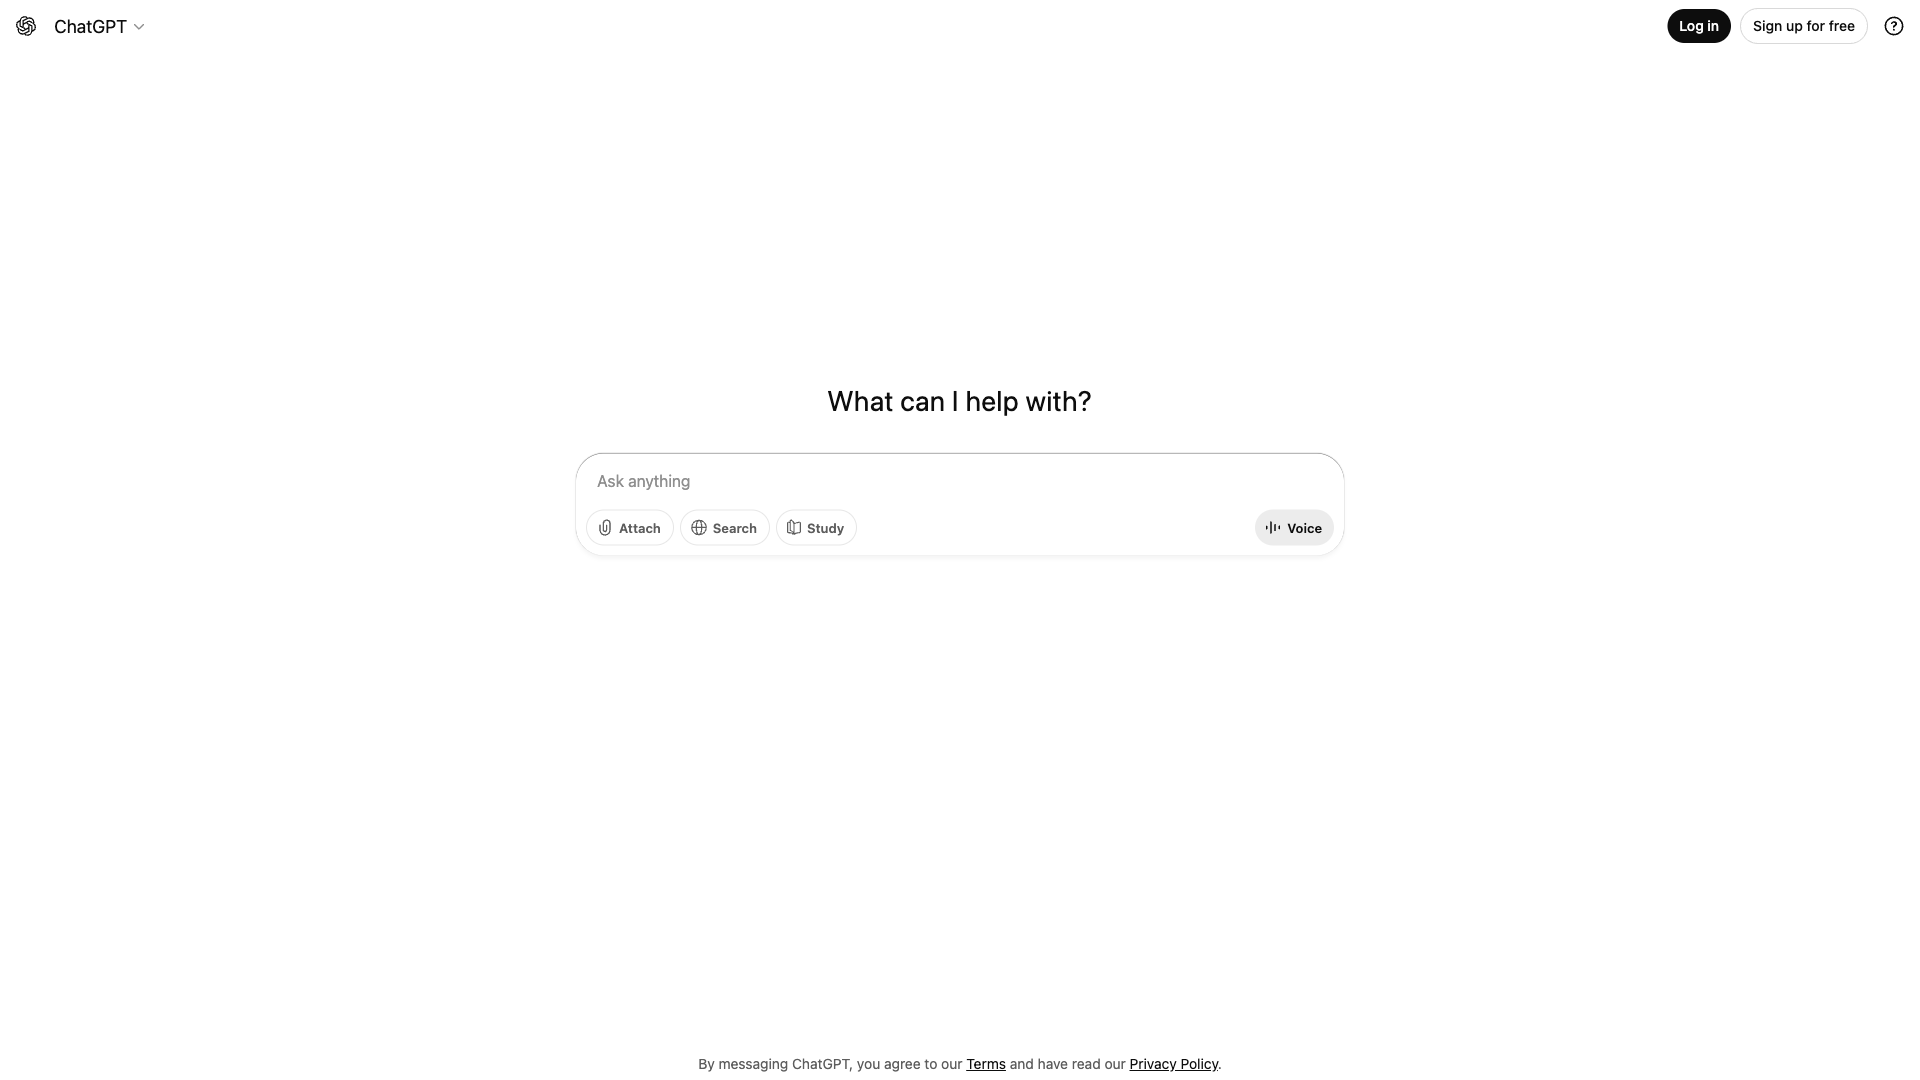 ChatGPT
Log in
Sign up for free
What can I help with?
Ask anything
Attach
Search
Study
Voice
By messaging ChatGPT, you agree to our Terms and have read our Privacy Policy.